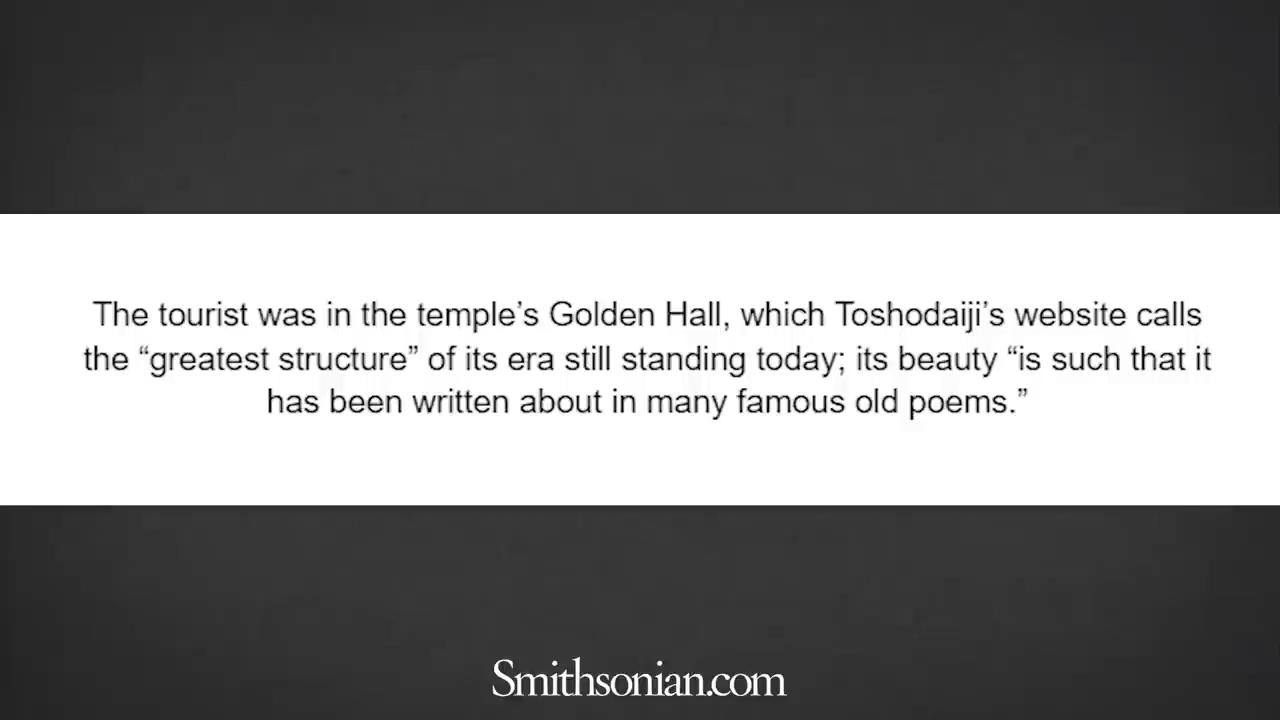 The tourist was in the temple’s Golden Hall, which Toshodaiji’s website calls
the “greatest structure” of its era still standing today; its beauty “is such that it
has been written about in many famous old poems.”
Smithsonian.com